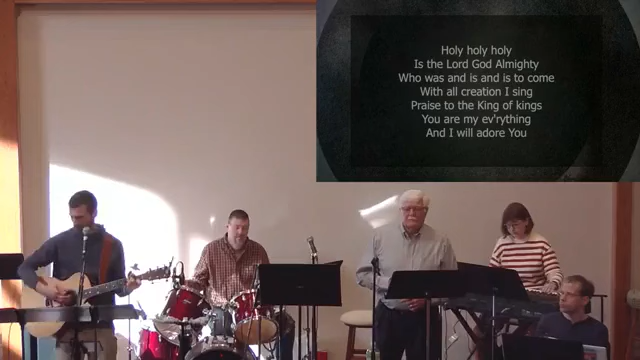 Holy holy holy
Is the Lord God Almighty
Who was and is and is to come
With all creation I sing
Praise to the King of kings
You are my ev'rything
And I will adore You